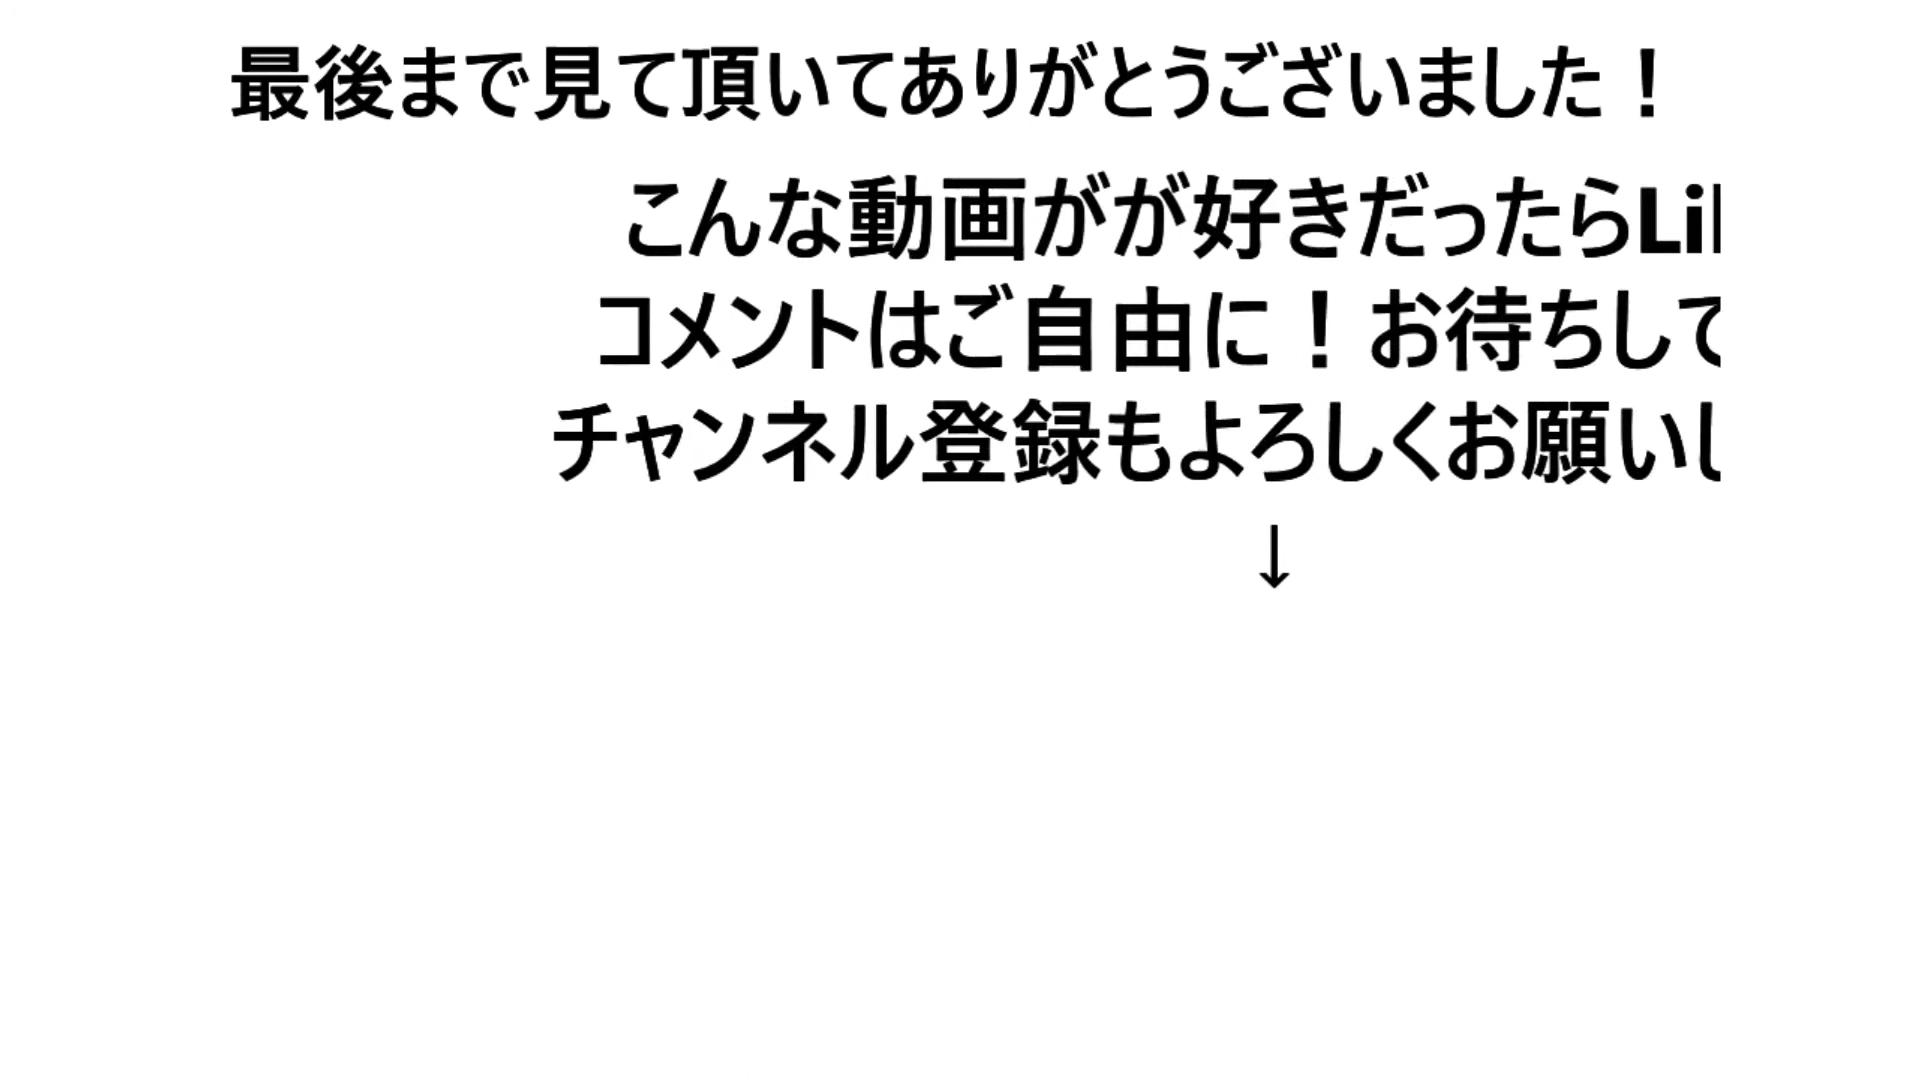 最後まで見て頂いてありがとうございました！
こんな動画がが好きだったらLi
コメントはご自由に！お待ちして
チャンネル登録もよろしくお願いし
↓